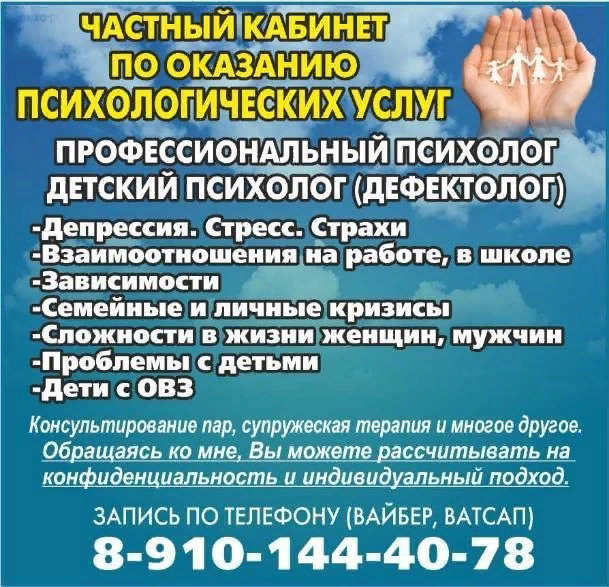 ЧАСТНЫЙ КАБИНЕТ
ПО ОКАЗАНИЮ
ПСИХОЛОГИЧЕСКИХ УСЛУГ
ПРОФЕССИОНАЛЬНЫЙ ПСИХОЛОГ
ДЕТСКИЙ ПСИХОЛОГ (ДЕФЕКТОЛОГ)
-Депрессия. Стресс. Страхи
-Взаимоотношения на работе, в школе
-Зависимости
-Семейные и личные кризисы
-Сложности в жизни женщин, мужчин
-Проблемы с детьми
-Дети с ОВЗ
Консультирование пар, супружеская терапия и многое другое.
Обращаясь ко мне, Вы можете рассчитывать на
конфиденциальность и индивидуальный подход.
ЗАПИСЬ ПО ТЕЛЕФОНУ (ВАЙБЕР, ВАТСАП)
8-910-144-40-78